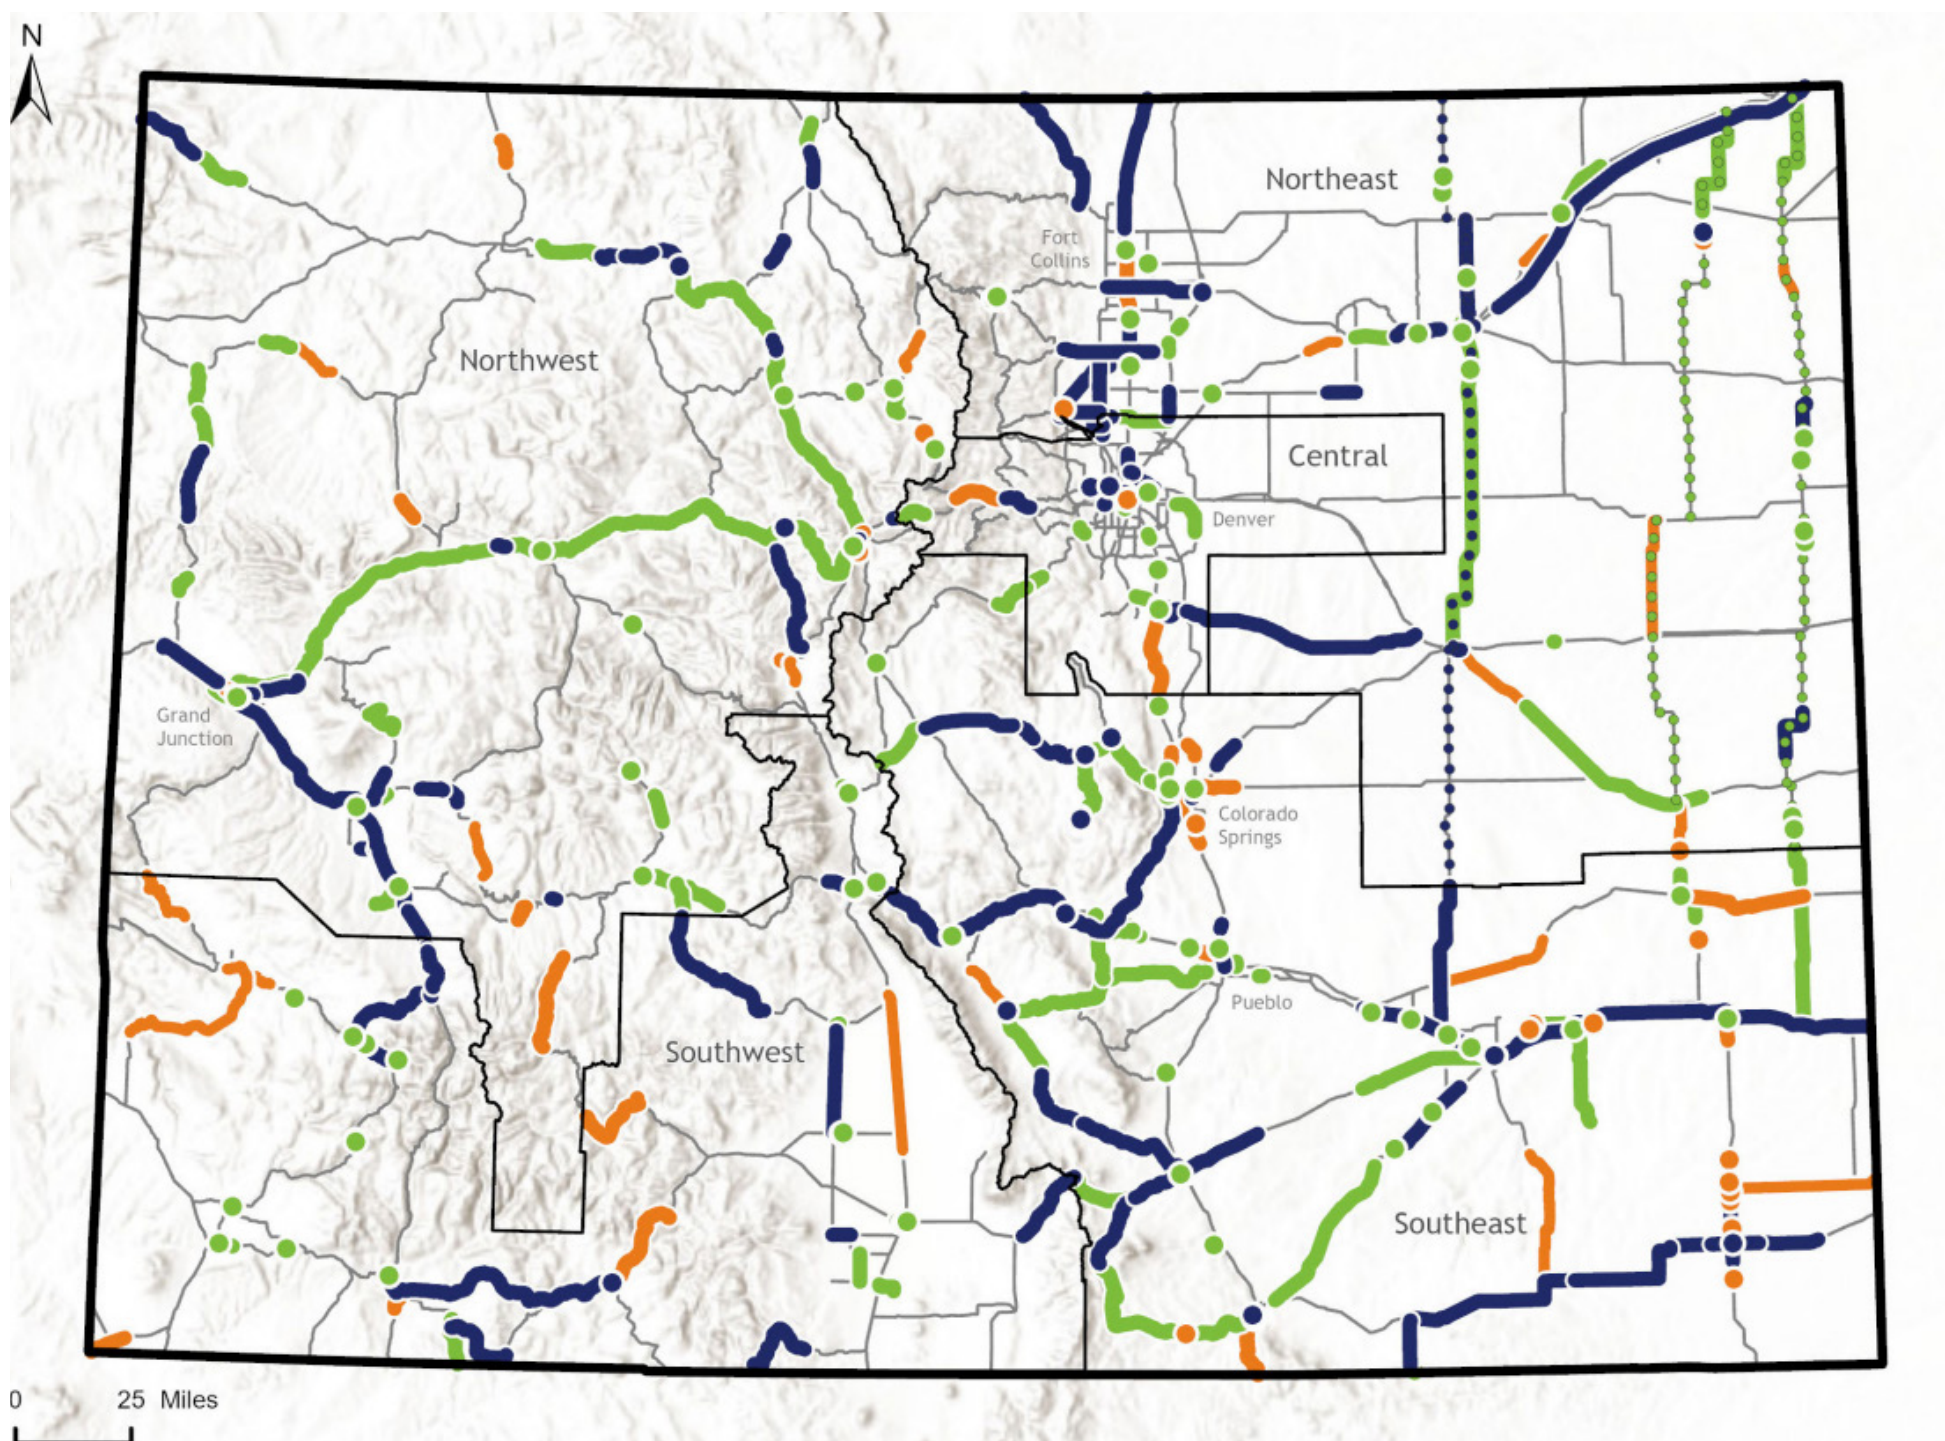 N
Northeast
Fort
Collins
Northwest
Central
Denver
Grand
Junction
Colorado
Springs
Pueblo
Southwest
Southeast
0 25 Miles